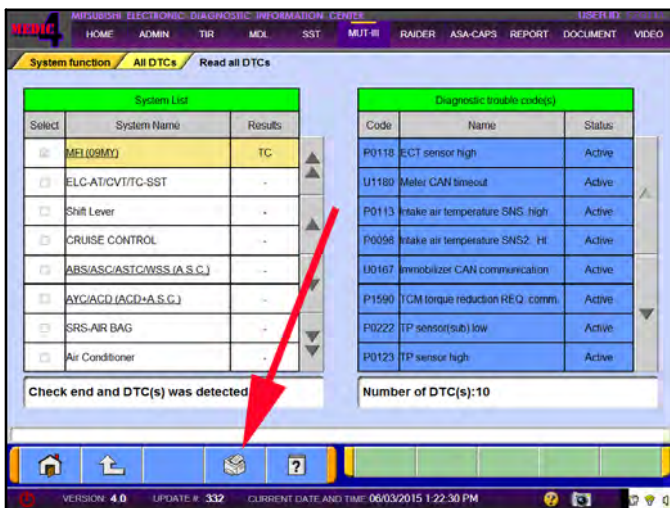 MITSUBISHI ELECTRONIC DIAGNOSTIC INFORMATION CENTER USER ID
MEDIC 4 HOME ADMIN TIR MDL SST MUT-III RAIDER ASA-CAPS REPORT DOCUMENT VIDEO
System function All DTCs Read all DTCs
System List
Select System Name Results
MFI (09MY) TC
ELC-AT/CVT/TC-SST -
Shift Lever -
CRUISE CONTROL -
ABS/ASC/ASTC/WSS (A.S.C.) -
AYC/ACD (ACD+A.S.C.) -
SRS-AIR BAG -
Air Conditioner -
Check end and DTC(s) was detected
Diagnostic trouble code(s)
Code Name Status
P0118 ECT sensor high Active
U1180 Meter CAN timeout Active
P0113 Intake air temperature SNS. high Active
P0098 Intake air temperature SNS2. HI Active
U0167 Immobilizer CAN communication Active
P1590 TCM torque reduction REQ. comm. Active
P0222 TP sensor(sub) low Active
P0123 TP sensor high Active
Number of DTC(s):10
?
VERSION: 4.0 UPDATE #: 332 CURRENT DATE AND TIME: 06/03/2015 1:22:30 PM ?